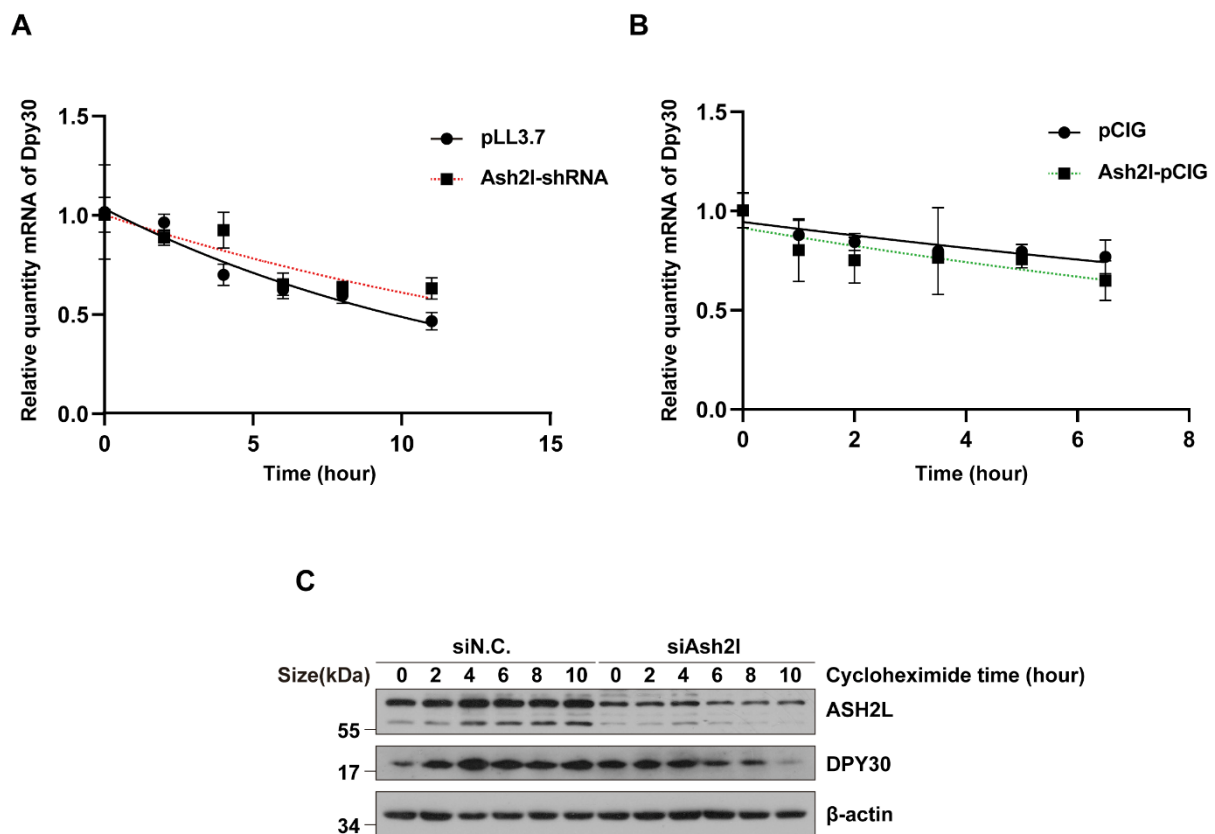 A
B
Relative quantity mRNA of Dpy30
1.5
1.0
0.5
0.0
0 5 10 15
Time (hour)
pLL3.7
Ash2l-shRNA
Relative quantity mRNA of Dpy30
1.5
1.0
0.5
0.0
0 2 4 6 8
Time (hour)
pCIG
Ash2l-pCIG
C
siN.C. siAsh2l
Size(kDa) 0 2 4 6 8 10 0 2 4 6 8 10 Cycloheximide time (hour)
ASH2L
55
DPY30
17
β-actin
34